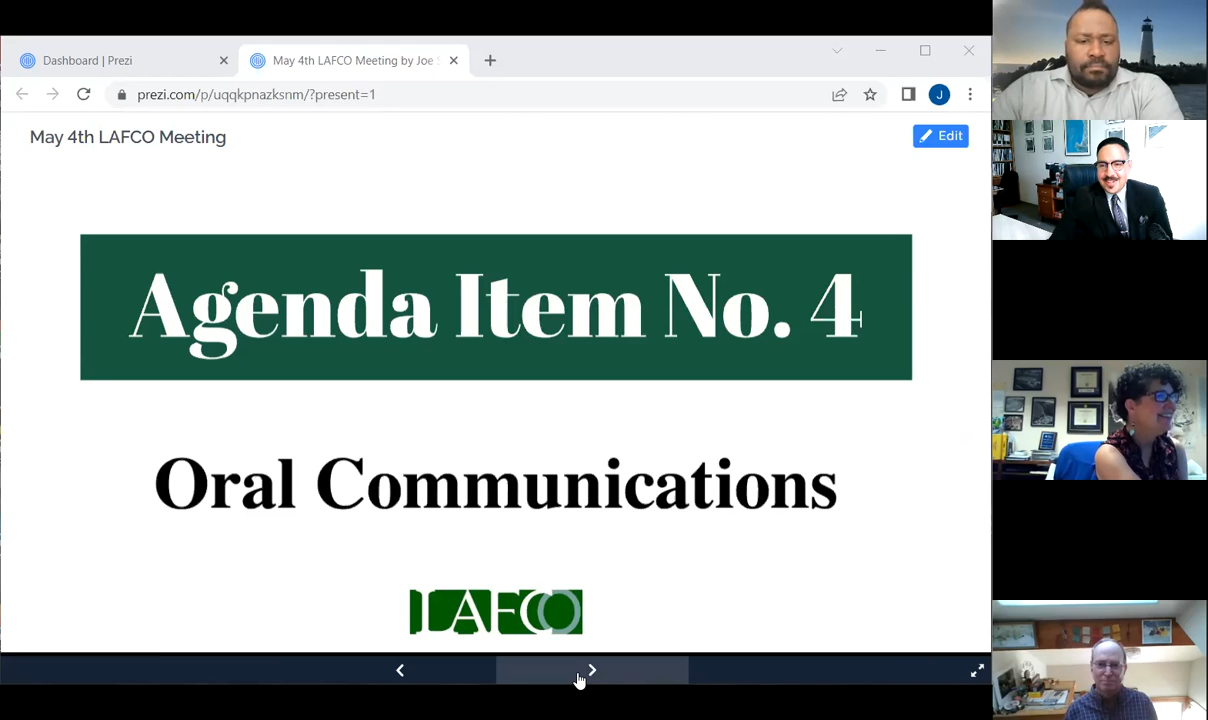 Dashboard | Prezi
May 4th LAFCO Meeting by Joe S
prezi.com/p/uqqkpnazksnm/?present=1
J
May 4th LAFCO Meeting
Edit
Agenda Item No. 4
Oral Communications
LAFCO